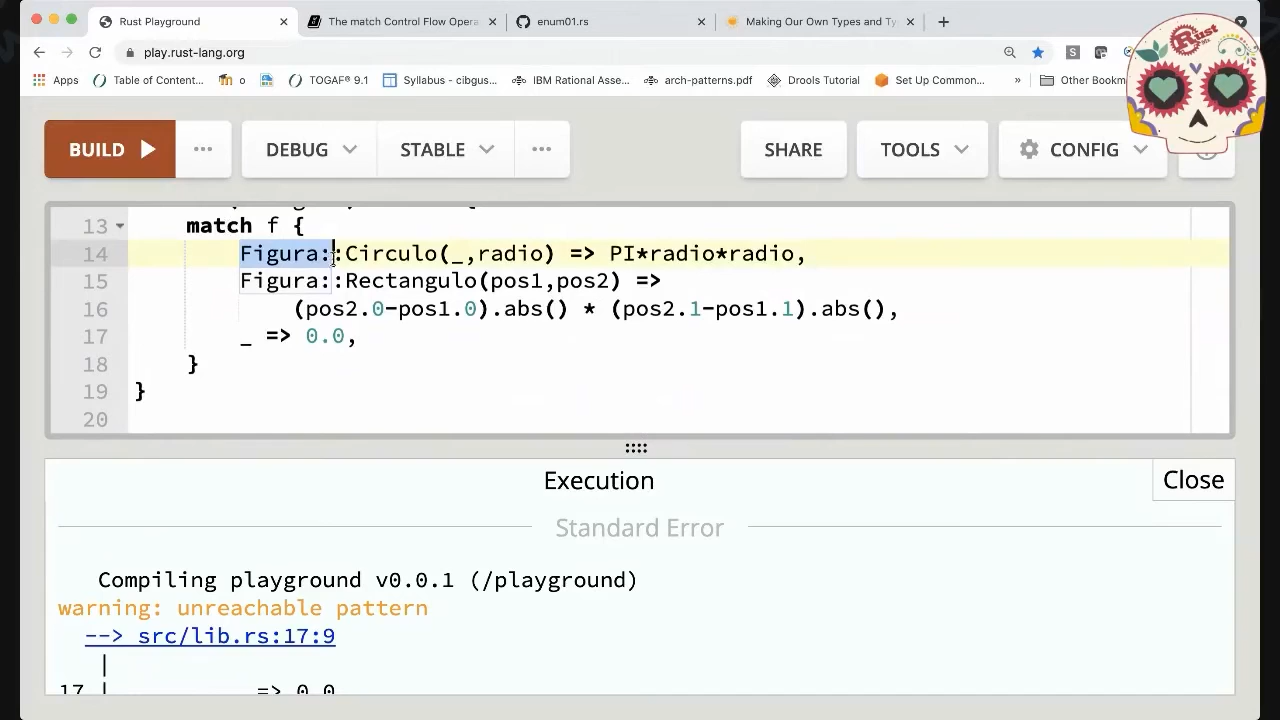 Rust Playground
The match Control Flow Opera
enum01.rs
Making Our Own Types and Ty
play.rust-lang.org
Apps
Table of Content...
o
TOGAF® 9.1
Syllabus - cibgus...
IBM Rational Asse...
arch-patterns.pdf
Drools Tutorial
Set Up Common...
»
Other Bookm
Rust
BUILD
DEBUG
STABLE
SHARE
TOOLS
CONFIG
13 match f {
14 Figura::Circulo(_,radio) => PI*radio*radio,
15 Figura::Rectangulo(pos1,pos2) =>
16 (pos2.0-pos1.0).abs() * (pos2.1-pos1.1).abs(),
17 _ => 0.0,
18 }
19 }
20
Execution
Close
Standard Error
Compiling playground v0.0.1 (/playground)
warning: unreachable pattern
--> src/lib.rs:17:9
|
17 | => 0.0